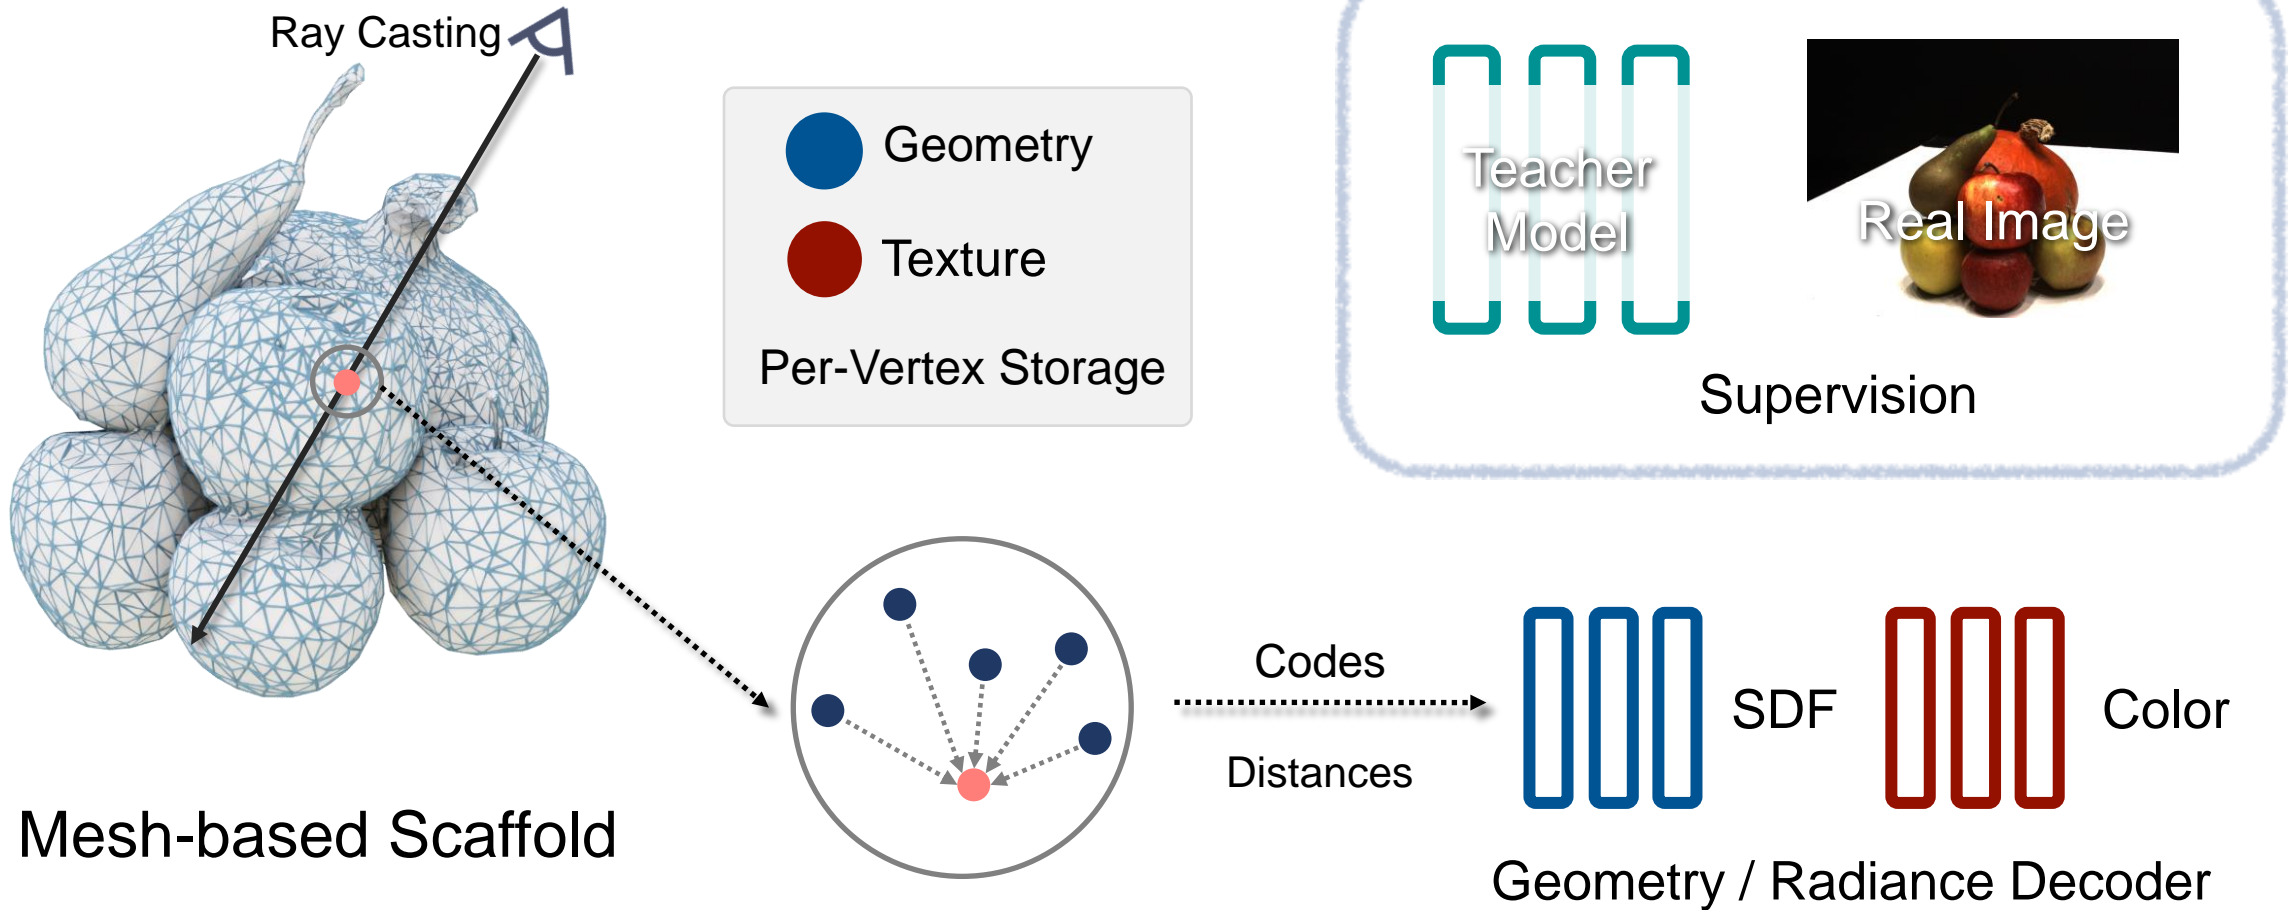 Ray Casting
Geometry
Texture
Per-Vertex Storage
Teacher
Model
Real Image
Supervision
Codes
Distances
SDF
Color
Mesh-based Scaffold
Geometry / Radiance Decoder